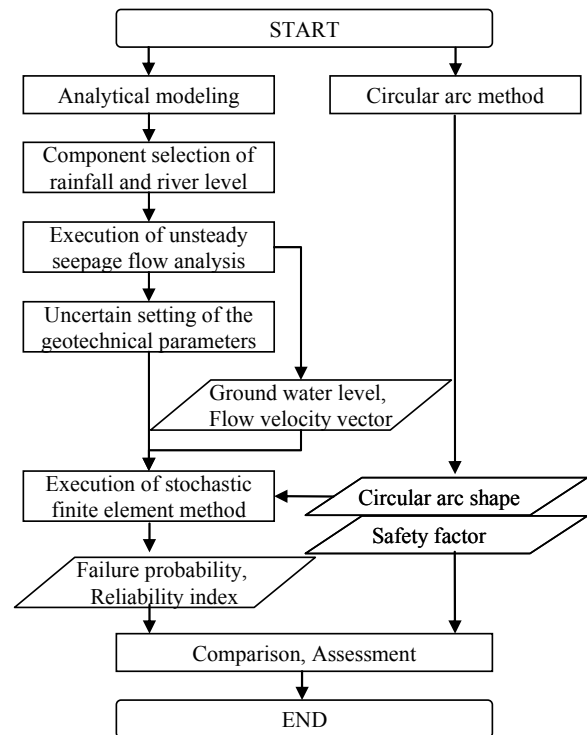 START
Analytical modeling
Circular arc method
Component selection of
rainfall and river level
Execution of unsteady
seepage flow analysis
Uncertain setting of the
geotechnical parameters
Ground water level,
Flow velocity vector
Execution of stochastic
finite element method
Circular arc shape
Safety factor
Failure probability,
Reliability index
Comparison, Assessment
END